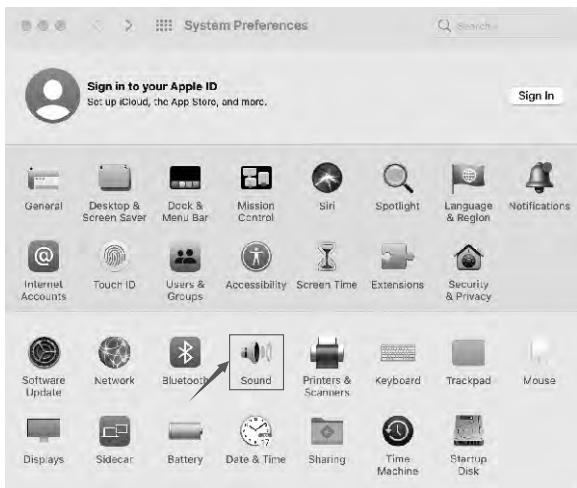 System Preferences
Search
Sign in to your Apple ID
Set up iCloud, the App Store, and more.
Sign In
General
Desktop &
Screen Saver
Dock &
Menu Bar
Mission
Control
Siri
Spotlight
Language
& Region
Notifications
Internet
Accounts
Touch ID
Users &
Groups
Accessibility
Screen Time
Extensions
Security
& Privacy
Software
Update
Network
Bluetooth
Sound
Printers &
Scanners
Keyboard
Trackpad
Mouse
Displays
Sidecar
Battery
Date & Time
Sharing
Time
Machine
Startup
Disk